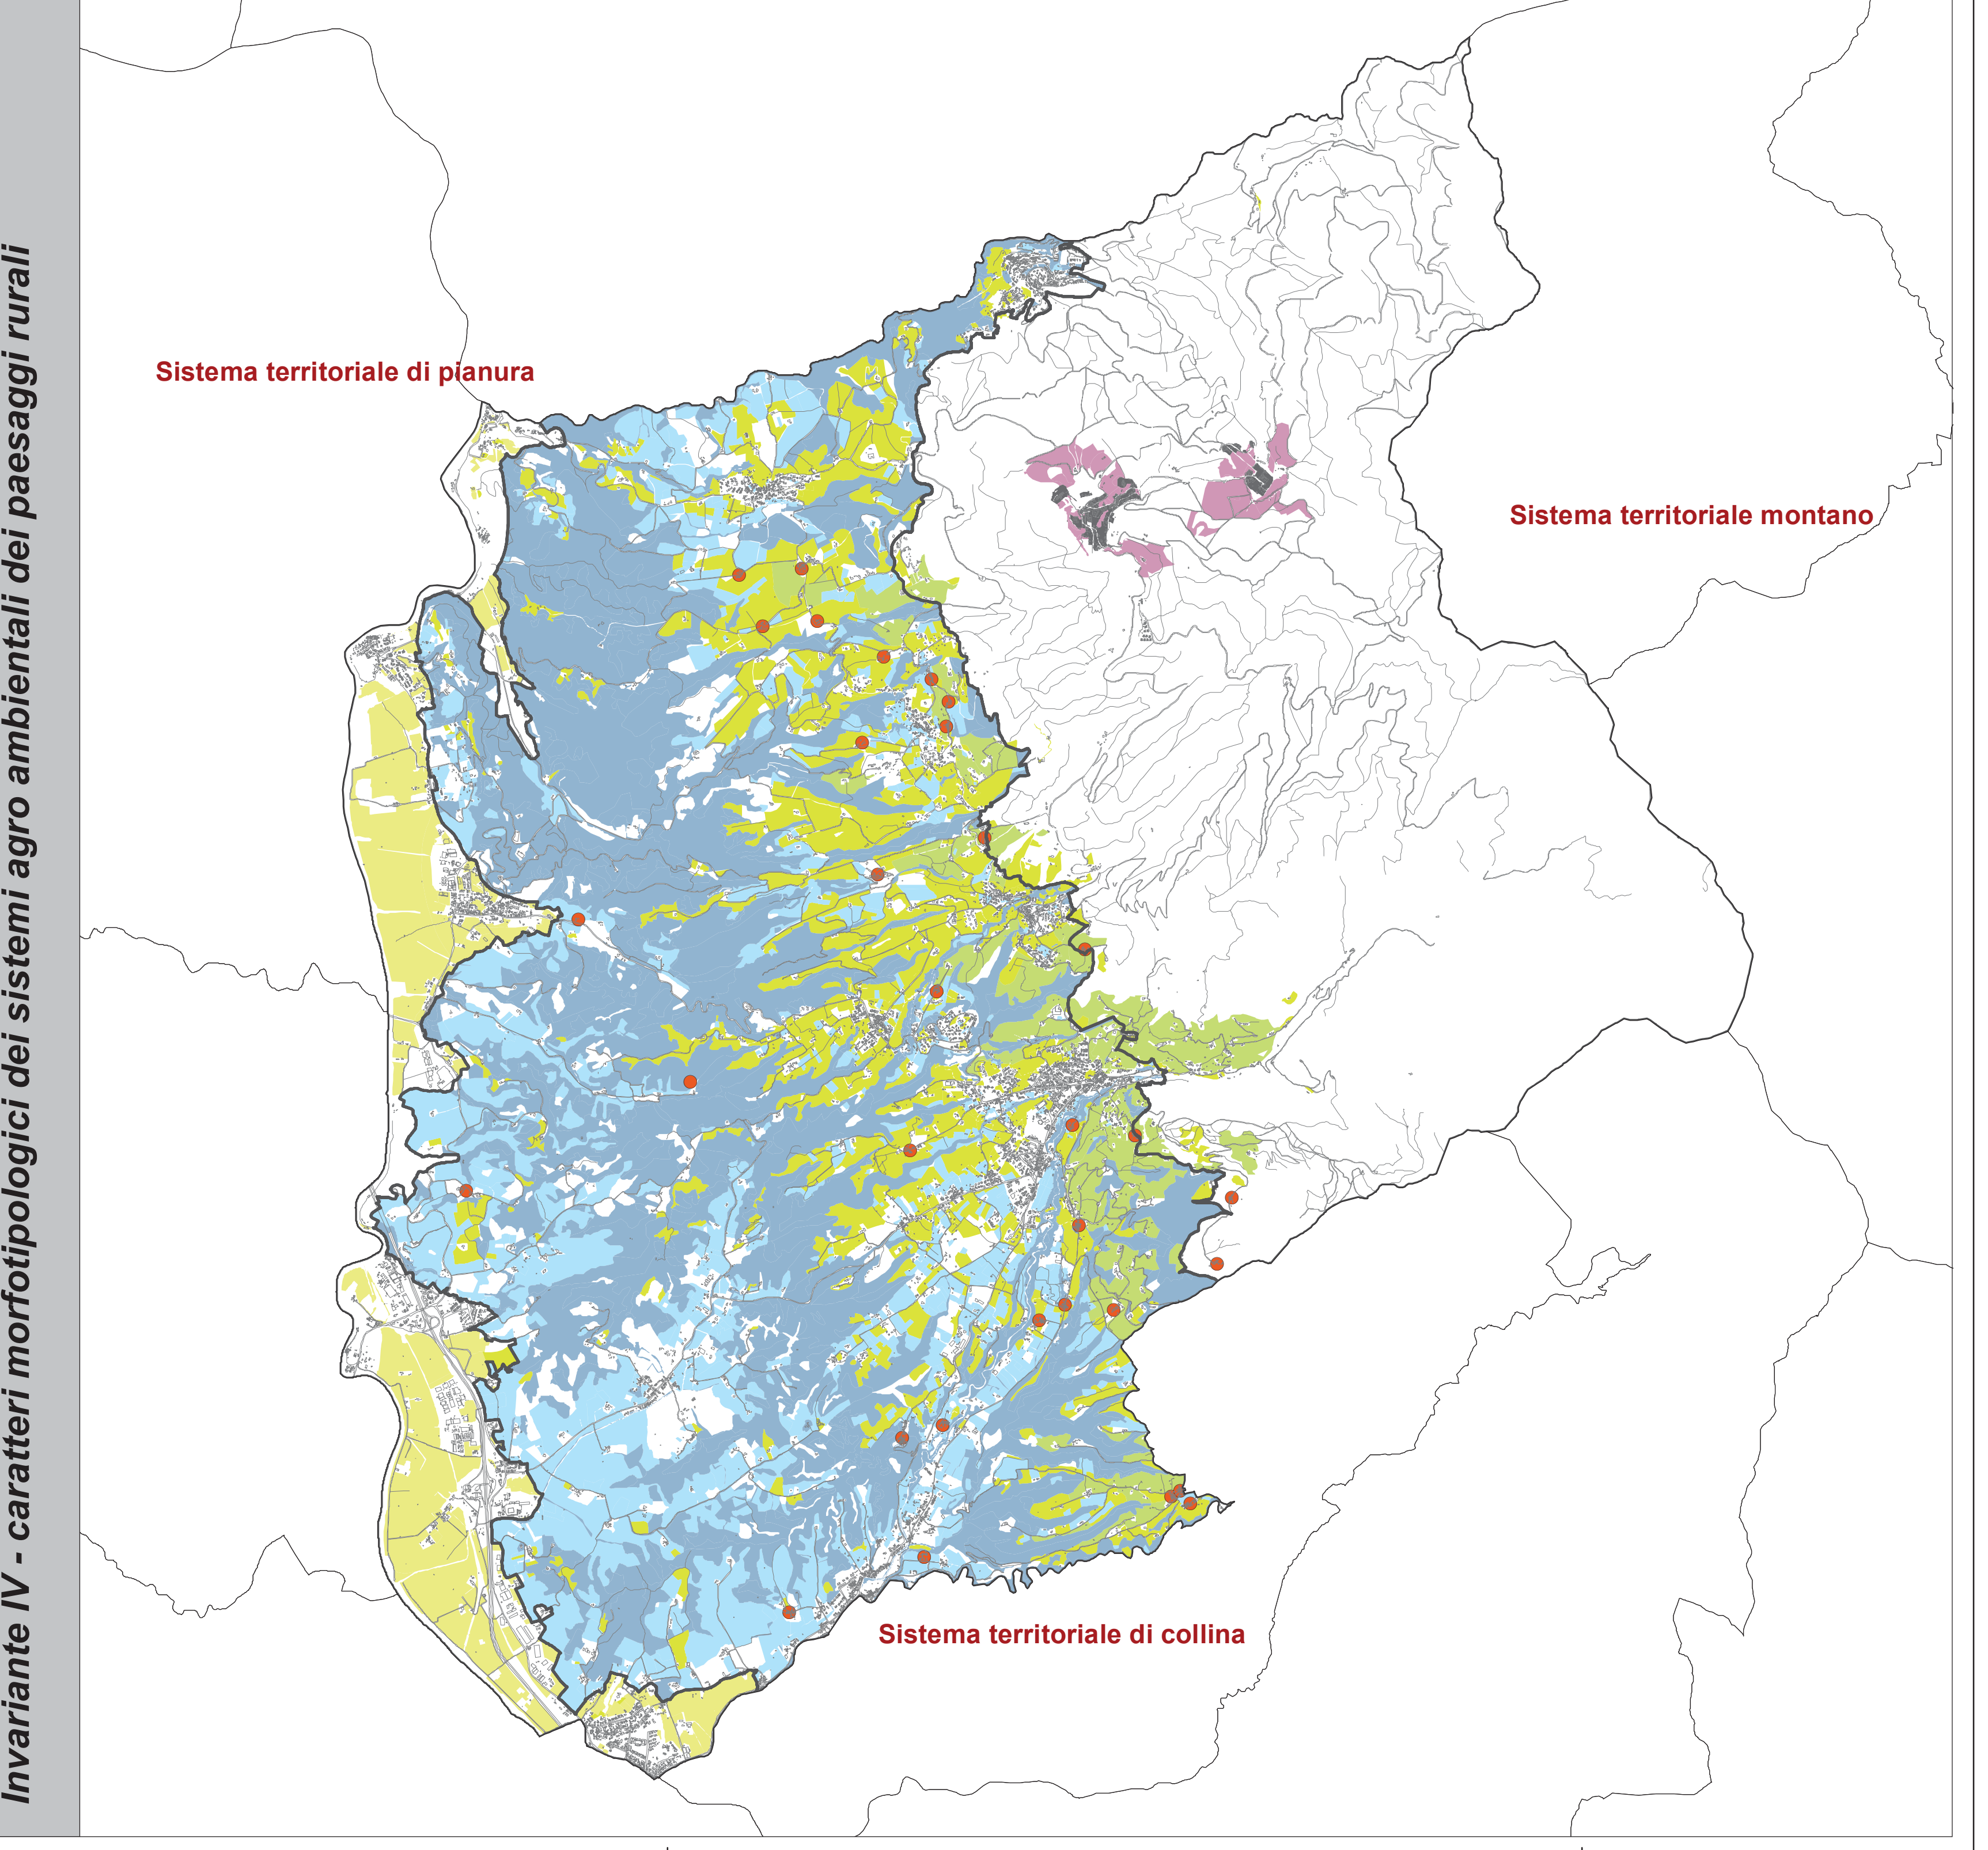 Invariante IV - caratteri morfotipologici dei sistemi agro ambientali dei paesaggi rurali
Sistema territoriale di pianura
Sistema territoriale montano
Sistema territoriale di collina